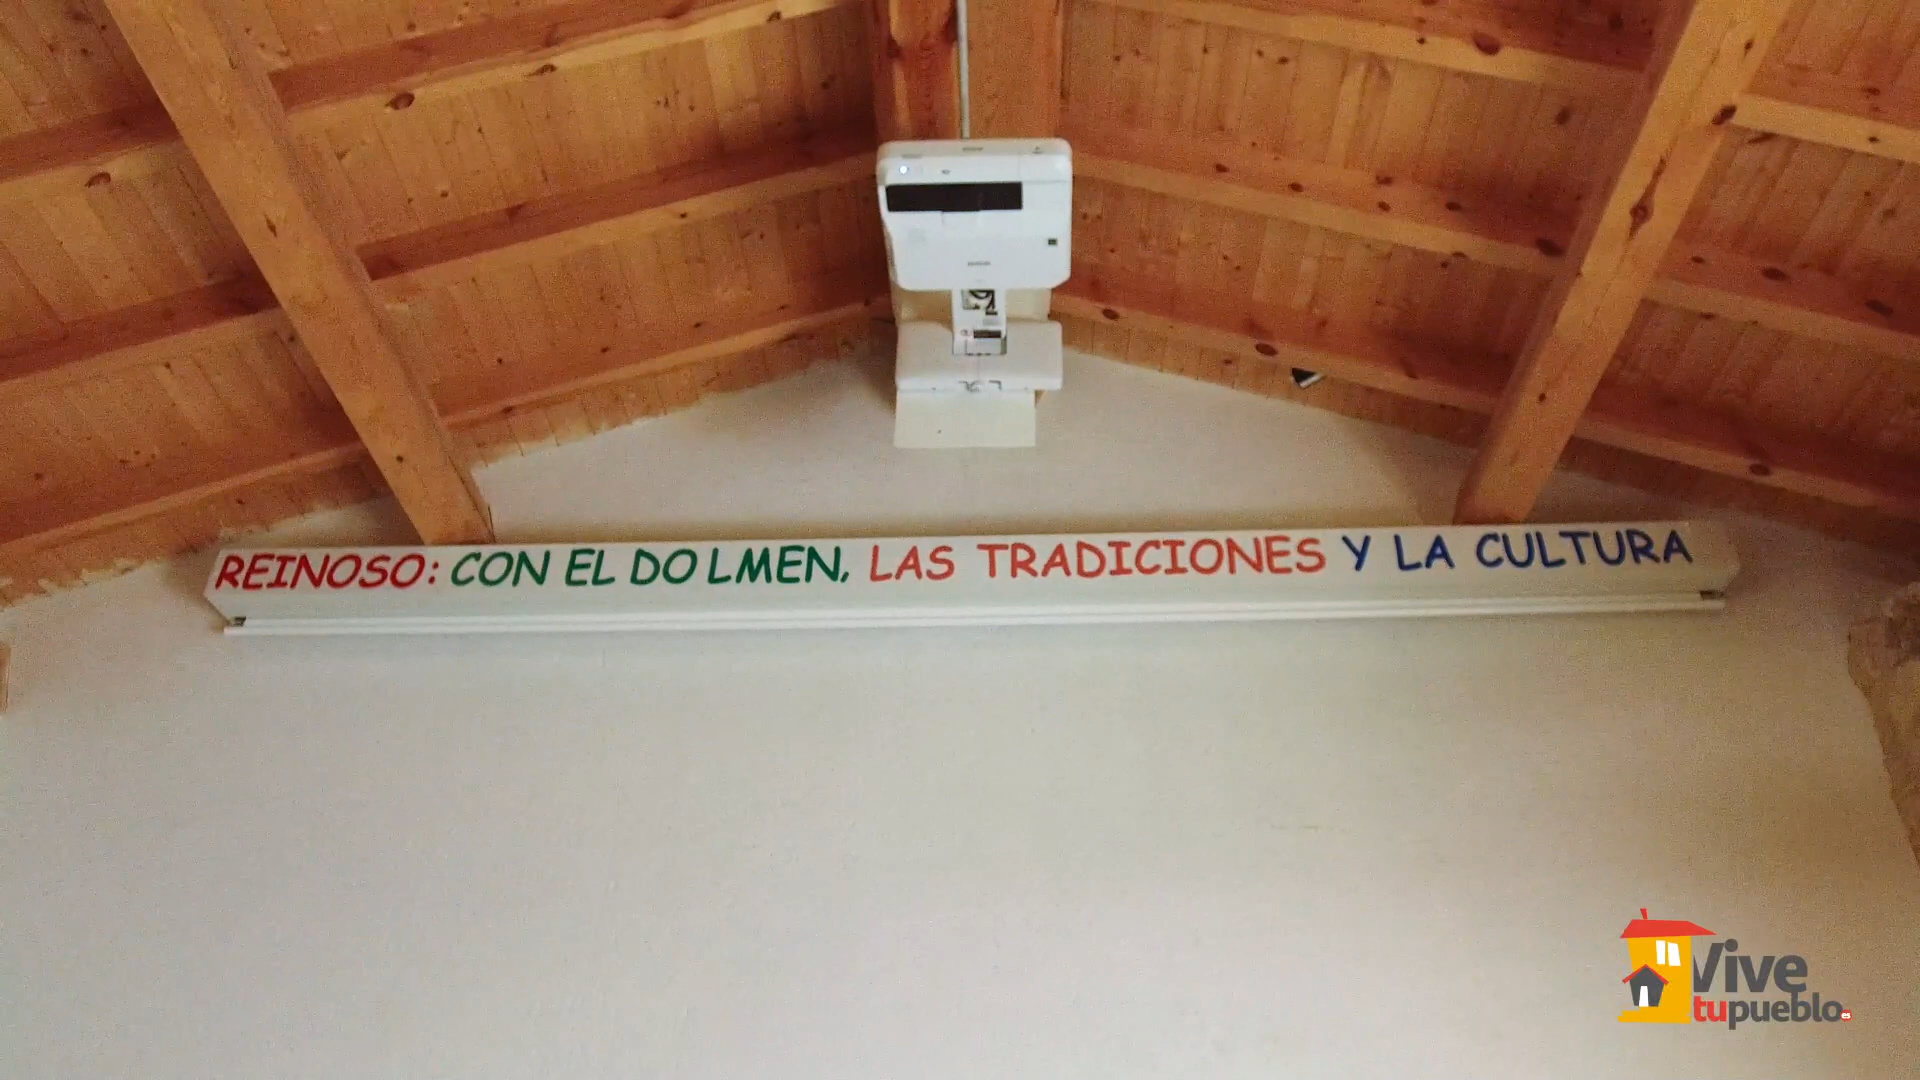 REINOSO: CON EL DOLMEN, LAS TRADICIONES Y LA CULTURA
Vive
tupueblo.es